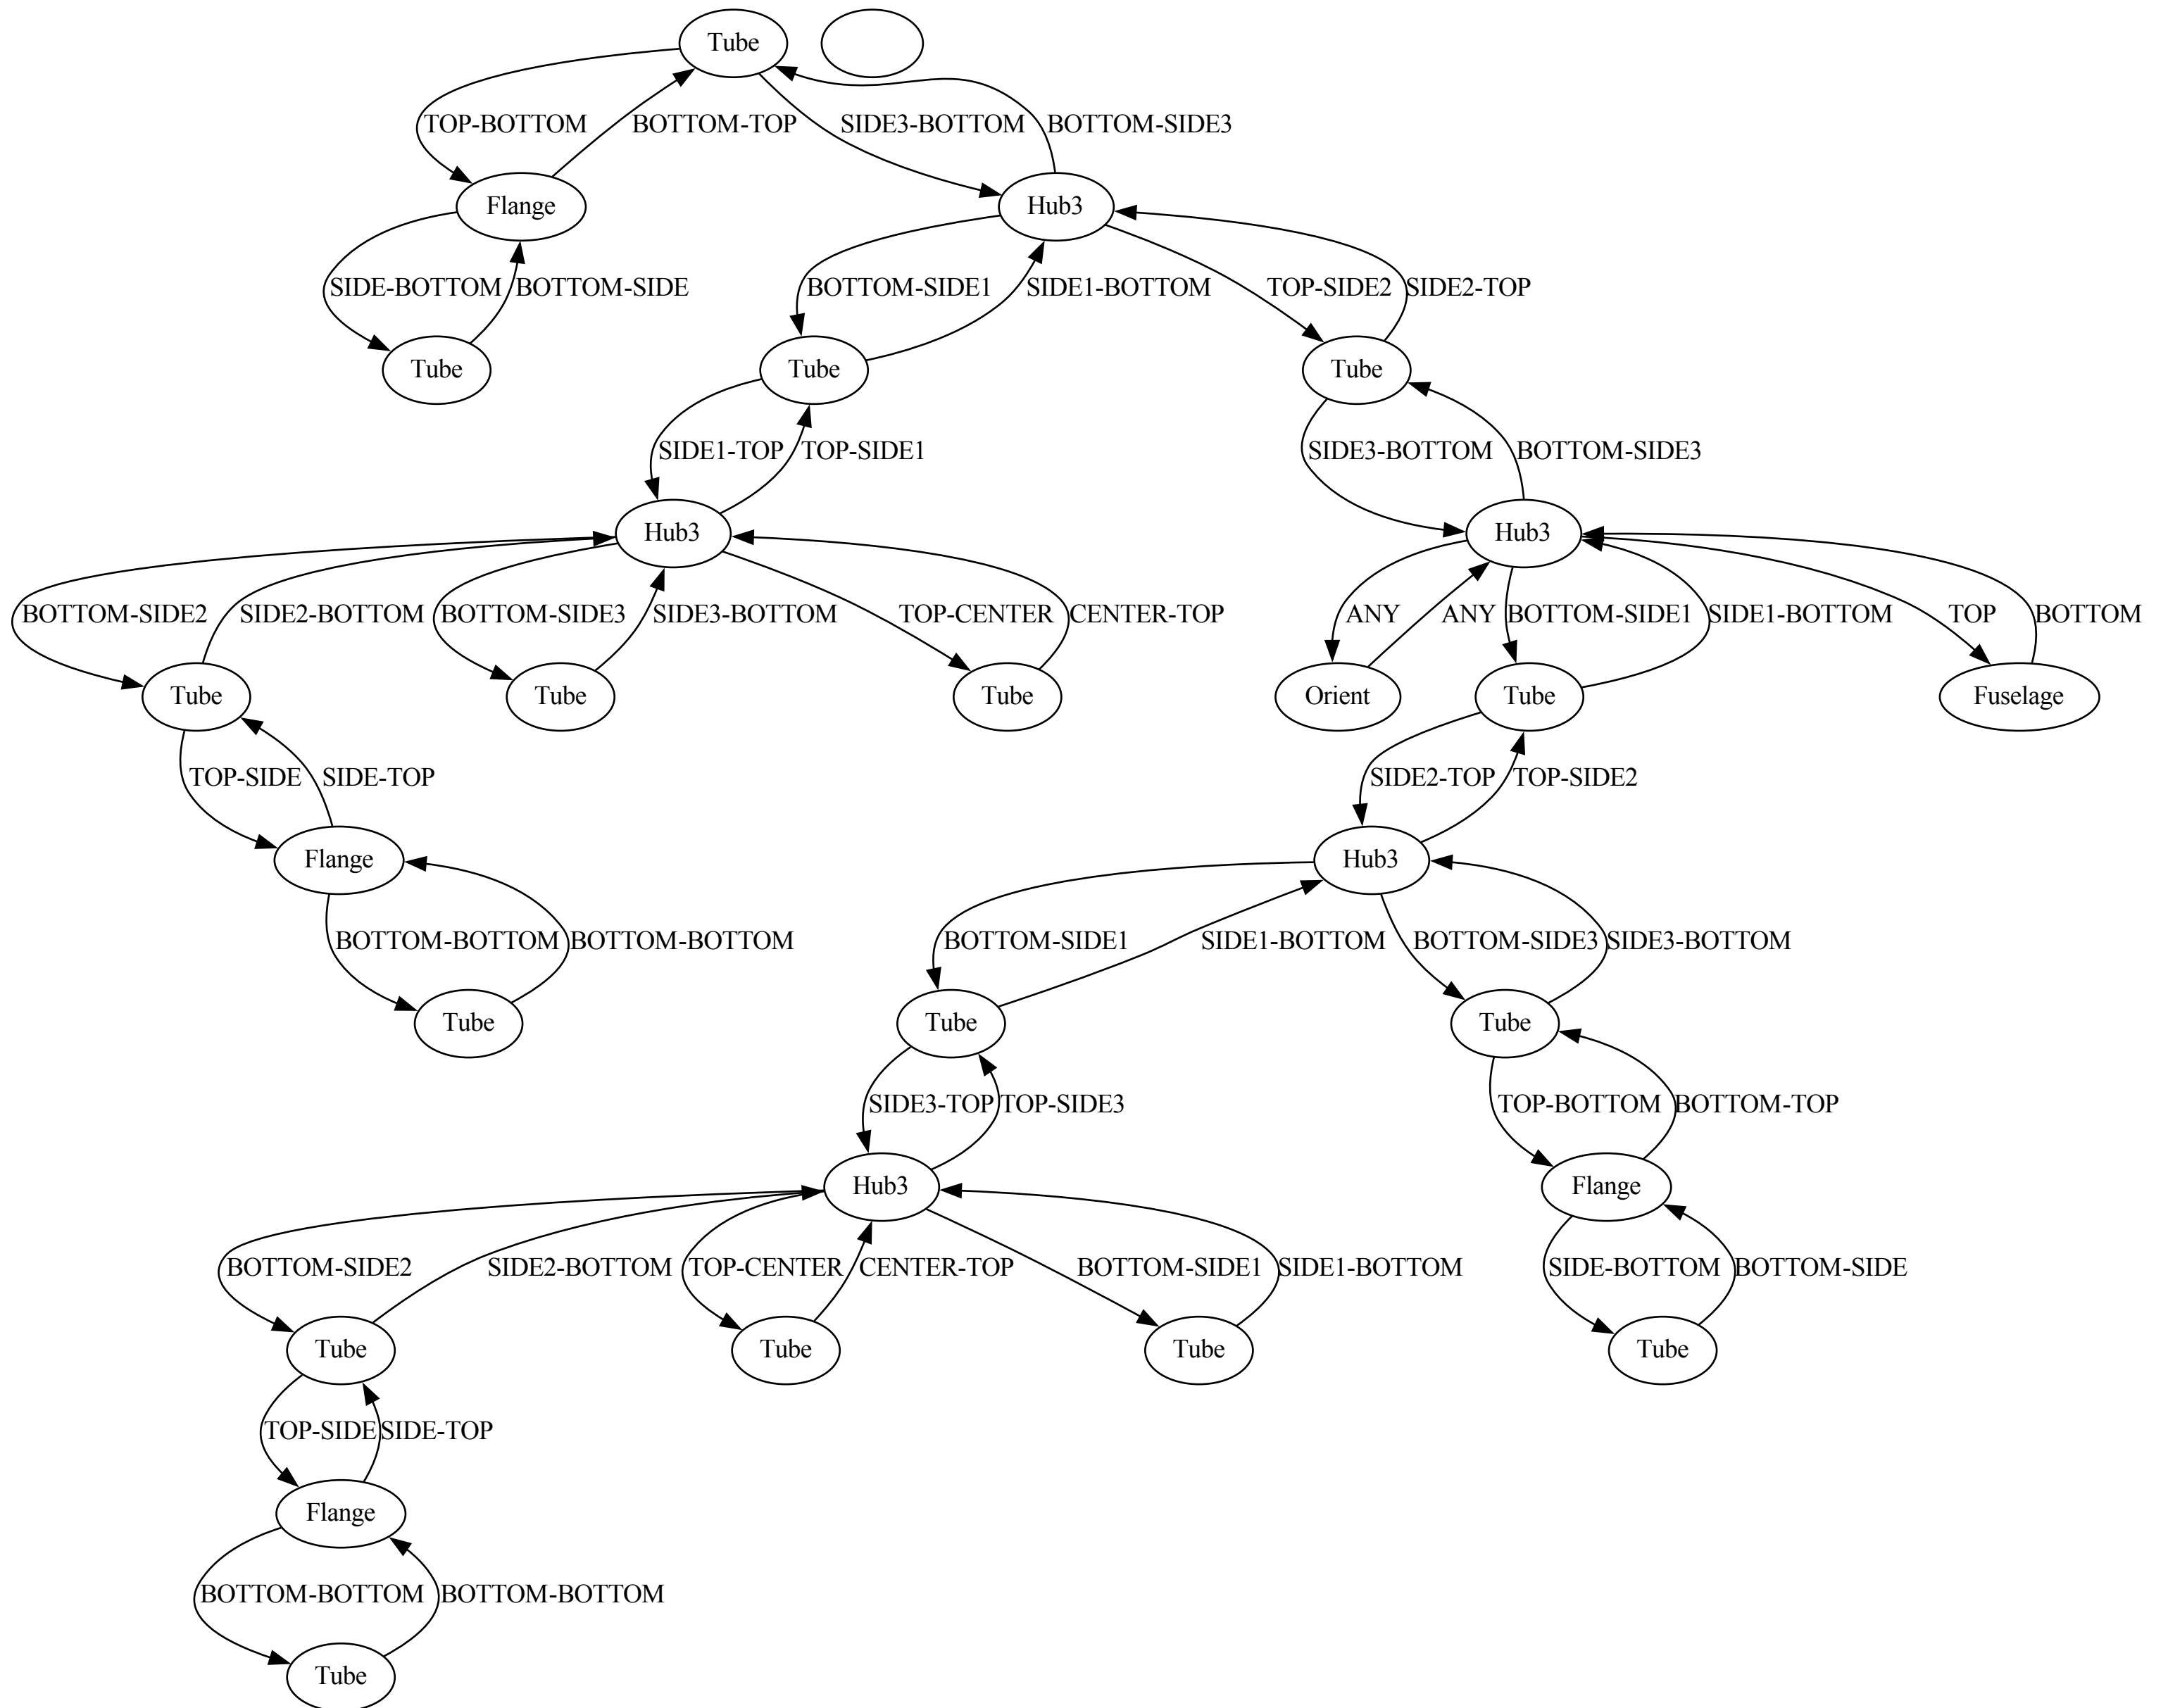 Tube
TOP-BOTTOM
BOTTOM-TOP
SIDE3-BOTTOM
BOTTOM-SIDE3
Flange
Hub3
SIDE-BOTTOM
BOTTOM-SIDE
BOTTOM-SIDE1
SIDE1-BOTTOM
TOP-SIDE2
SIDE2-TOP
Tube
Tube
Tube
SIDE1-TOP
TOP-SIDE1
SIDE3-BOTTOM
BOTTOM-SIDE3
Hub3
Hub3
BOTTOM-SIDE2
SIDE2-BOTTOM
BOTTOM-SIDE3
SIDE3-BOTTOM
TOP-CENTER
CENTER-TOP
ANY
ANY
BOTTOM-SIDE1
SIDE1-BOTTOM
TOP
BOTTOM
Tube
Tube
Tube
Orient
Tube
Fuselage
TOP-SIDE
SIDE-TOP
SIDE2-TOP
TOP-SIDE2
Flange
Hub3
BOTTOM-BOTTOM
BOTTOM-BOTTOM
BOTTOM-SIDE1
SIDE1-BOTTOM
BOTTOM-SIDE3
SIDE3-BOTTOM
Tube
Tube
Tube
SIDE3-TOP
TOP-SIDE3
TOP-BOTTOM
BOTTOM-TOP
Hub3
Flange
BOTTOM-SIDE2
SIDE2-BOTTOM
TOP-CENTER
CENTER-TOP
BOTTOM-SIDE1
SIDE1-BOTTOM
SIDE-BOTTOM
BOTTOM-SIDE
Tube
Tube
Tube
Tube
TOP-SIDE
SIDE-TOP
Flange
BOTTOM-BOTTOM
BOTTOM-BOTTOM
Tube